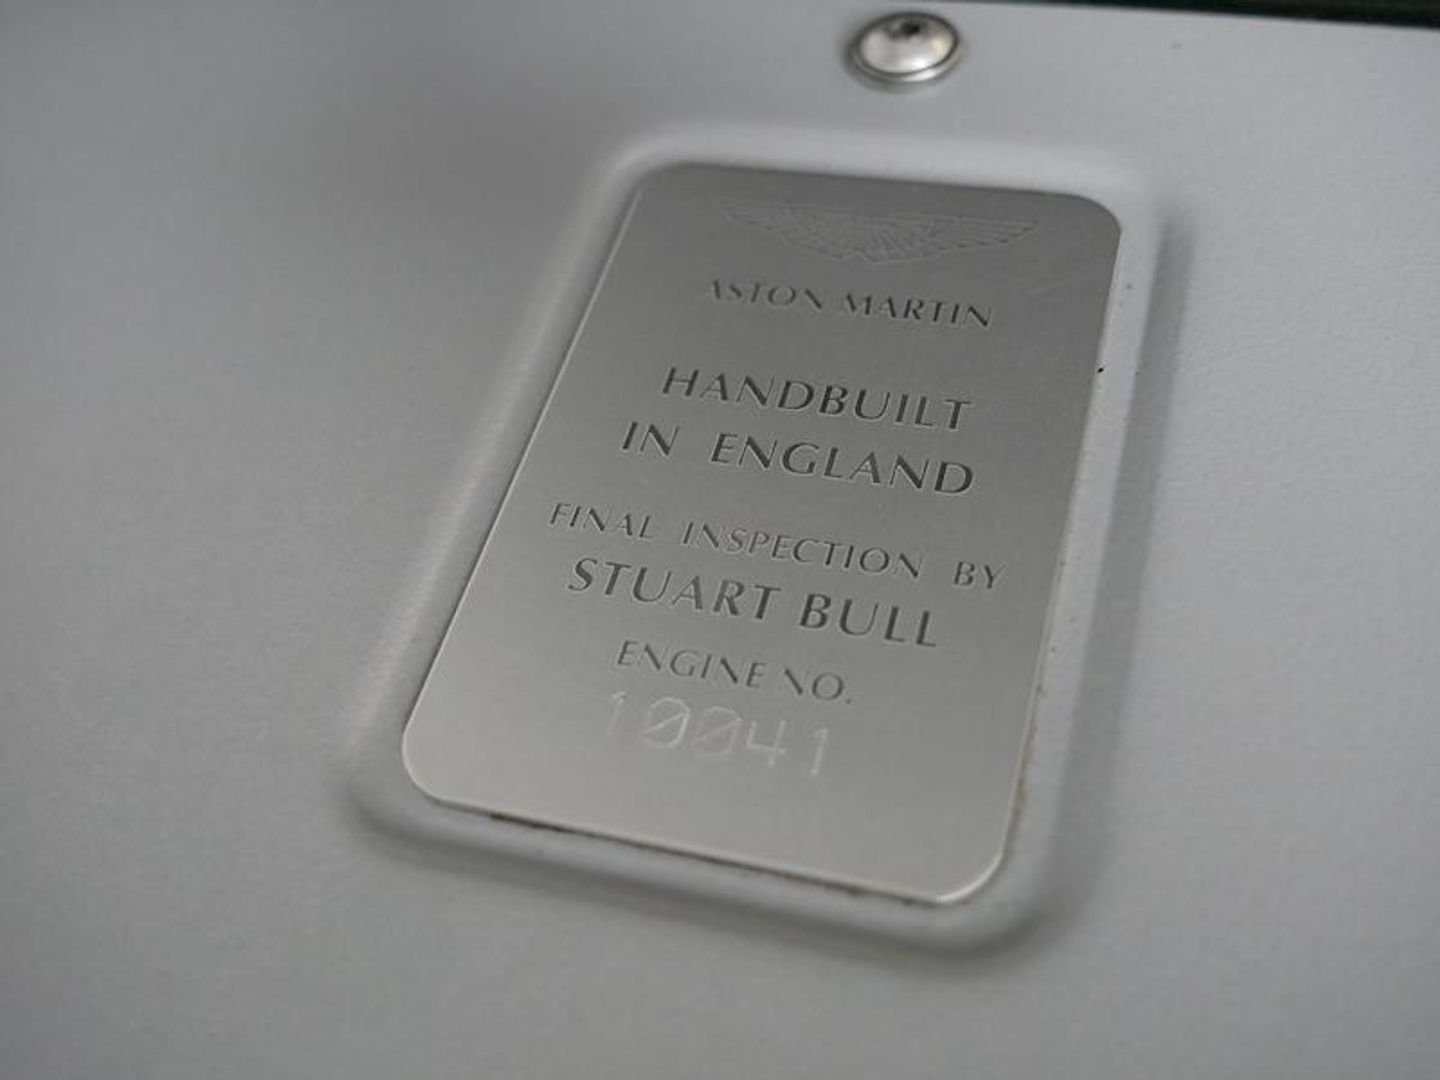 ASTON MARTIN
HANDBUILT
IN ENGLAND
FINAL INSPECTION BY
STUART BULL
ENGINE NO.
10041